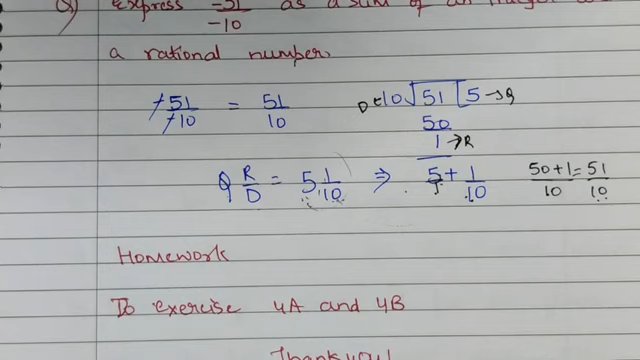 Q) Express -51/-10 as a sum of an integer
a rational number.
-51/-10 = 51/10 D←10)51(5→Q
50
1→R
Q R/D = 5 1/10 ⇒ 5 + 1/10 50+1/10 = 51/10
Homework
Do exercise 4A and 4B
Thank you!